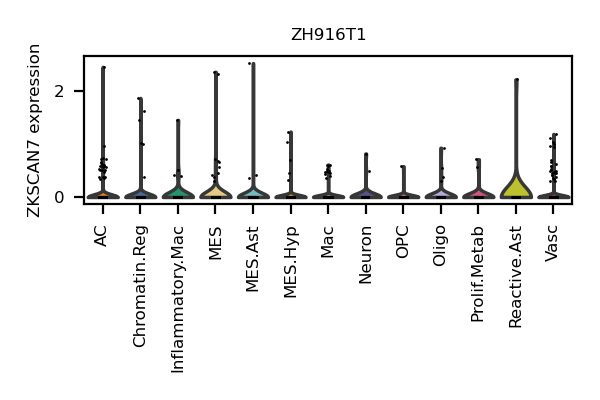 ZH916T1
ZKSCAN7 expression
2
0
AC
Chromatin.Reg
Inflammatory.Mac
MES
MES.Ast
MES.Hyp
Mac
Neuron
OPC
Oligo
Prolif.Metab
Reactive.Ast
Vasc